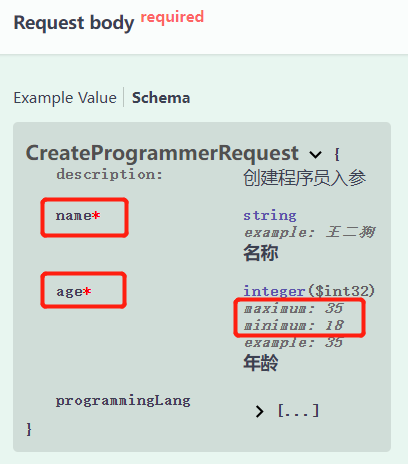 Request body required
Example Value Schema
CreateProgrammerRequest {
description: 创建程序员入参
name* string
example: 王二狗
名称
age* integer($int32)
maximum: 35
minimum: 18
example: 35
年龄
programmingLang [...]
}